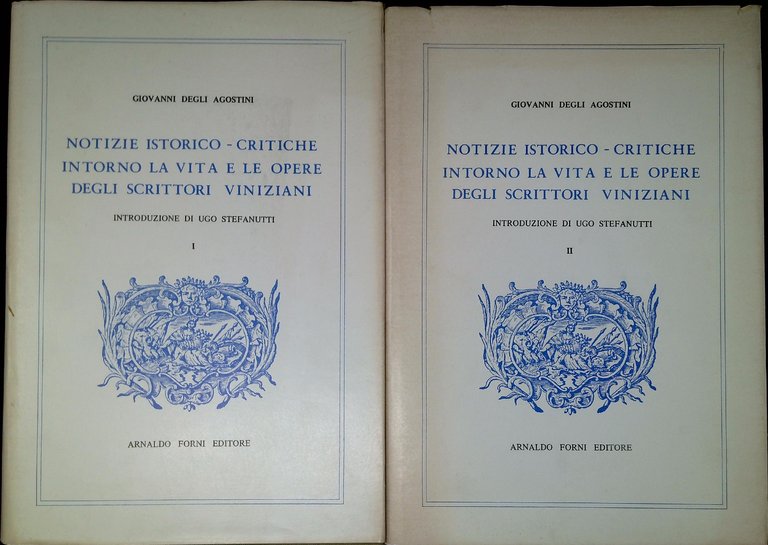 GIOVANNI DEGLI AGOSTINI
NOTIZIE ISTORICO - CRITICHE
INTORNO LA VITA E LE OPERE
DEGLI SCRITTORI VINIZIANI
INTRODUZIONE DI UGO STEFANUTTI
I
ARNALDO FORNI EDITORE
GIOVANNI DEGLI AGOSTINI
NOTIZIE ISTORICO - CRITICHE
INTORNO LA VITA E LE OPERE
DEGLI SCRITTORI VINIZIANI
INTRODUZIONE DI UGO STEFANUTTI
II
ARNALDO FORNI EDITORE